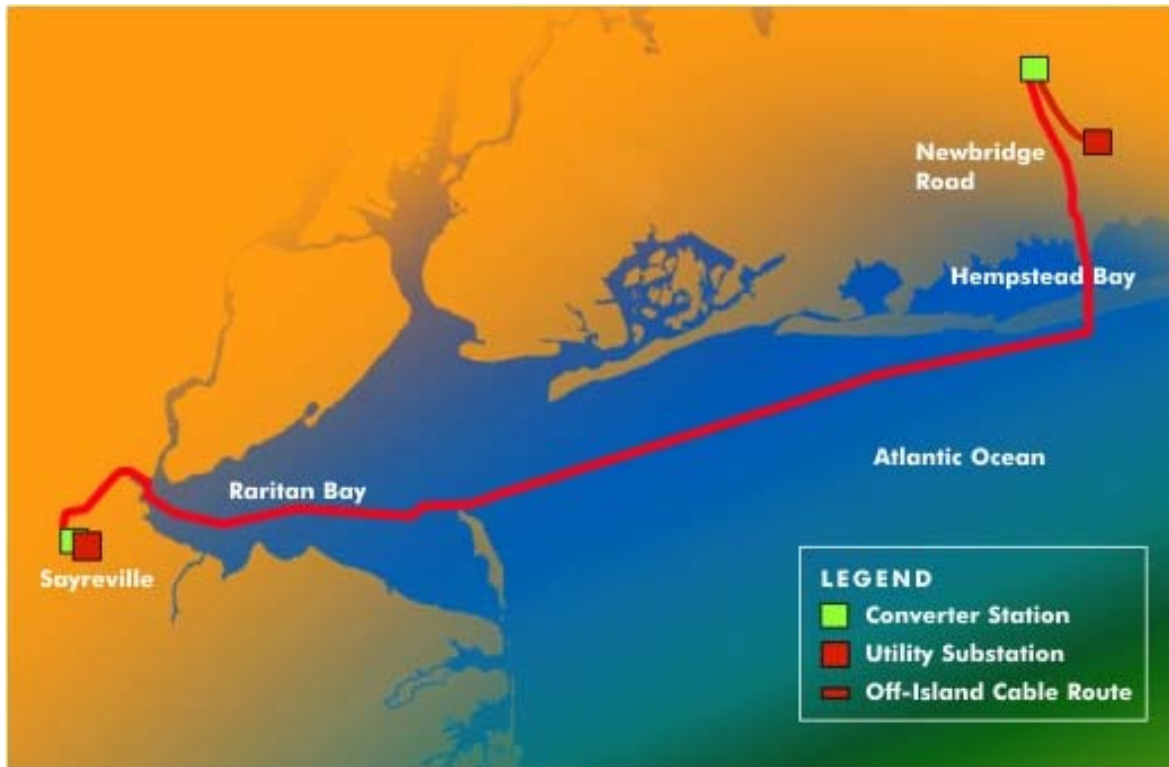 Newbridge
Road
Hempstead Bay
Atlantic Ocean
Raritan Bay
Sayreville
LEGEND
Converter Station
Utility Substation
Off-Island Cable Route